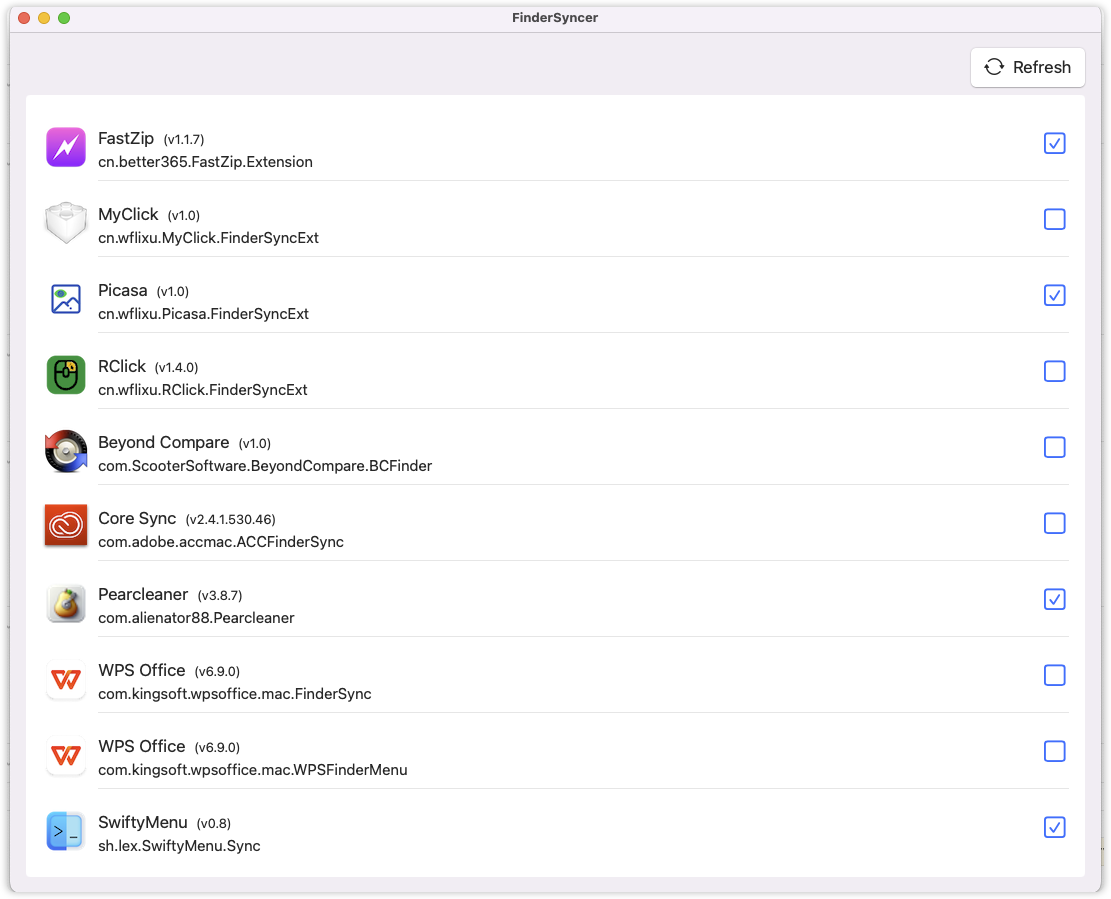 FinderSyncer
Refresh
FastZip (v1.1.7)
cn.better365.FastZip.Extension
MyClick (v1.0)
cn.wflixu.MyClick.FinderSyncExt
Picasa (v1.0)
cn.wflixu.Picasa.FinderSyncExt
RClick (v1.4.0)
cn.wflixu.RClick.FinderSyncExt
Beyond Compare (v1.0)
com.ScooterSoftware.BeyondCompare.BCFinder
Core Sync (v2.4.1.530.46)
com.adobe.accmac.ACCFinderSync
Pearcleaner (v3.8.7)
com.alienator88.Pearcleaner
WPS Office (v6.9.0)
com.kingsoft.wpsoffice.mac.FinderSync
WPS Office (v6.9.0)
com.kingsoft.wpsoffice.mac.WPSFinderMenu
SwiftyMenu (v0.8)
sh.lex.SwiftyMenu.Sync